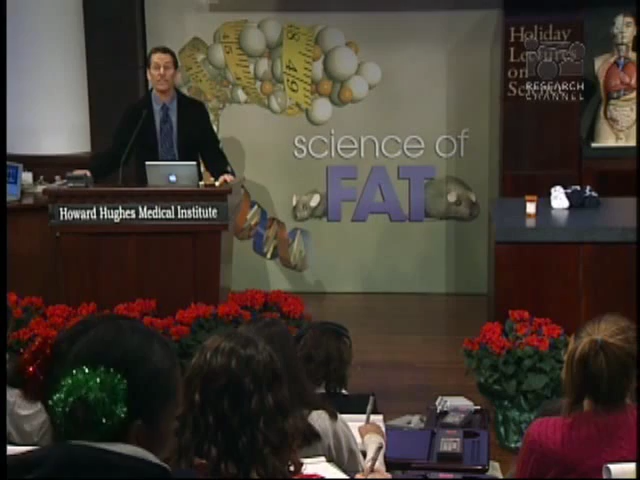 Holiday
Lectures
on
Science
RESEARCH
CHANNEL
science of
FAT
Howard Hughes Medical Institute